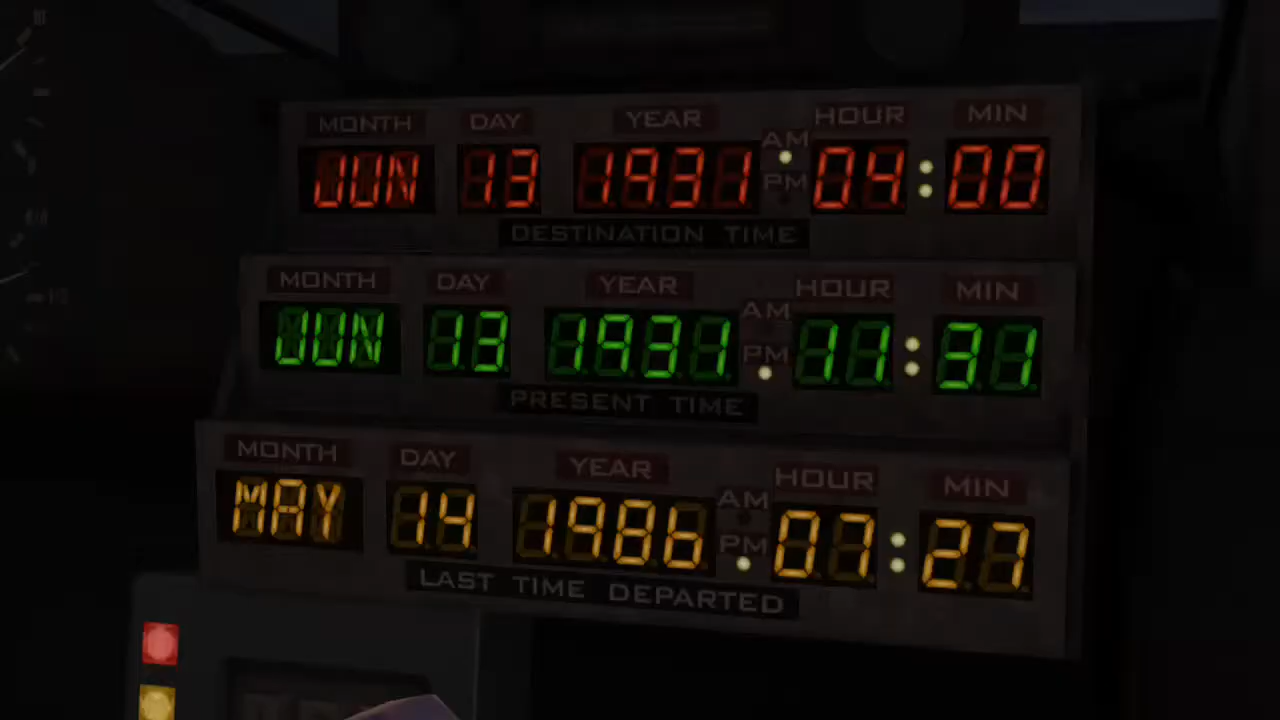 MONTH DAY YEAR AM PM HOUR MIN
JUN 13 1931 04:00
DESTINATION TIME
MONTH DAY YEAR AM PM HOUR MIN
JUN 13 1931 11:31
PRESENT TIME
MONTH DAY YEAR AM PM HOUR MIN
MAY 14 1986 07:27
LAST TIME DEPARTED